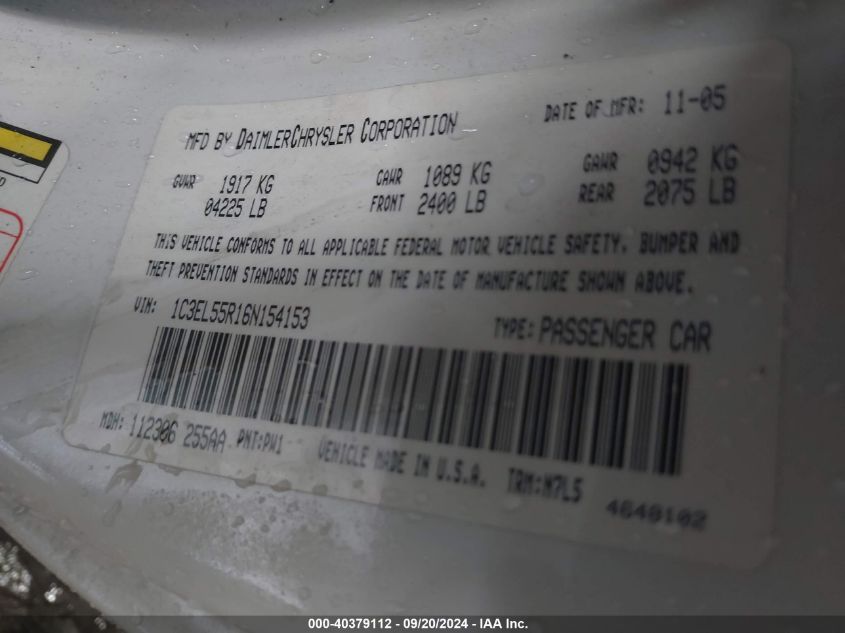 MFD BY DAIMLERCHRYSLER CORPORATION DATE OF MFR: 11-05
GVWR 1917 KG GAWR 1089 KG GAWR 0942 KG
04225 LB FRONT 2400 LB REAR 2075 LB
THIS VEHICLE CONFORMS TO ALL APPLICABLE FEDERAL MOTOR VEHICLE SAFETY, BUMPER AND
THEFT PREVENTION STANDARDS IN EFFECT ON THE DATE OF MANUFACTURE SHOWN ABOVE.
VIN: 1C3EL55R16N154153 TYPE: PASSENGER CAR
MDH: 112306 255AA PNT:PW1 VEHICLE MADE IN U.S.A. TRM:N7L5
4648102
D
000-40379112 - 09/20/2024 - IAA Inc.